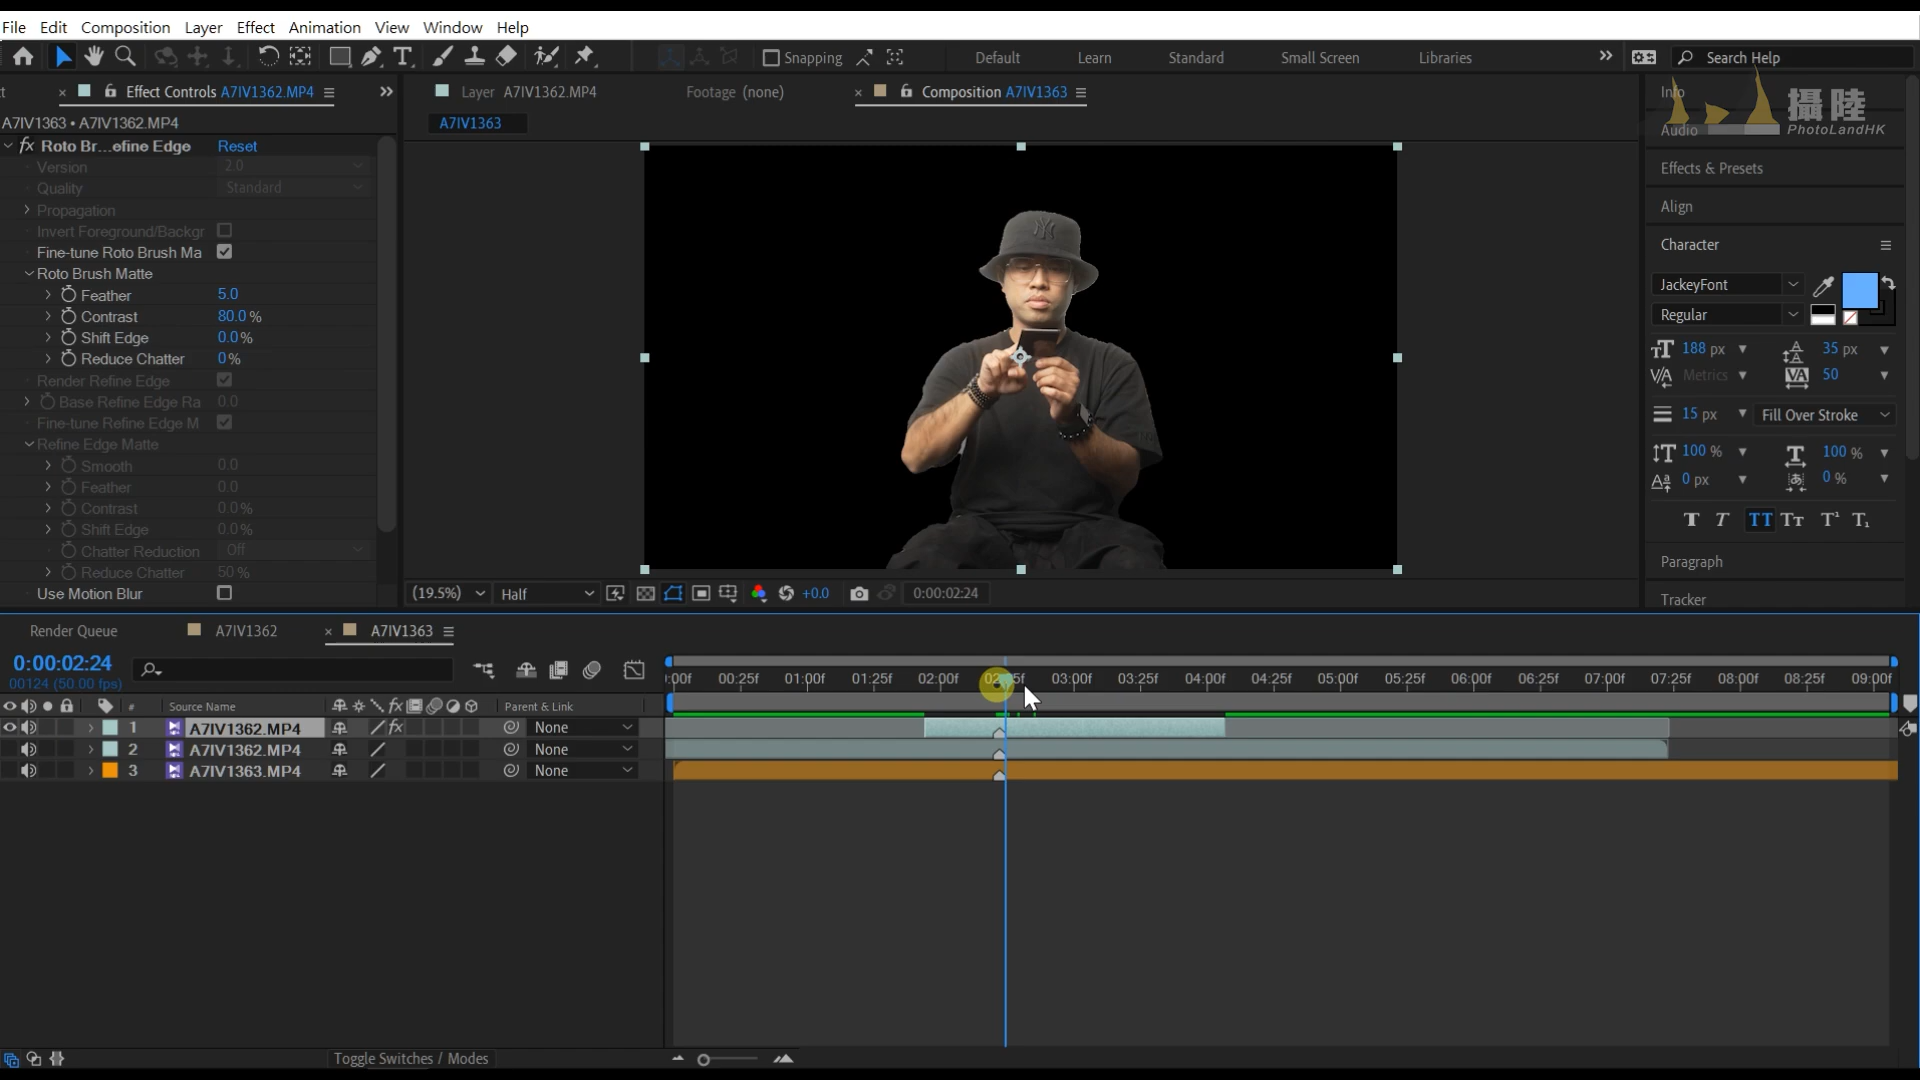 File Edit Composition Layer Effect Animation View Window Help
Snapping Default Learn Standard Small Screen Libraries Search Help
Effect Controls A7IV1362.MP4
Layer A7IV1362.MP4 Footage (none) Composition A7IV1363
Info
攝陸
PhotoLandHK
A7IV1363 • A7IV1362.MP4
A7IV1363
Audio
fx Roto Br...efine Edge Reset
Version 2.0
Quality Standard
Propagation
Invert Foreground/Backgr
Fine-tune Roto Brush Ma
Roto Brush Matte
Feather 5.0
Contrast 80.0 %
Shift Edge 0.0%
Reduce Chatter 0%
Render Refine Edge
Base Refine Edge Ra 0.0
Fine-tune Refine Edge M
Refine Edge Matte
Smooth 0.0
Feather 0.0
Contrast 0.0%
Shift Edge 0.0%
Chatter Reduction Off
Reduce Chatter 50 %
Use Motion Blur
NY
Effects & Presets
Align
Character
JackeyFont
Regular
188 px 35 px
Metrics 50
15 px Fill Over Stroke
100 % 100 %
0 px 0 %
T T TT Tт T¹ T₁
Paragraph
Tracker
(19.5%) Half +0.0 0:00:02:24
Render Queue A7IV1362 A7IV1363
0:00:02:24
00124 (50.00 fps)
:00f 00:25f 01:00f 01:25f 02:00f 02:25f 03:00f 03:25f 04:00f 04:25f 05:00f 05:25f 06:00f 06:25f 07:00f 07:25f 08:00f 08:25f 09:00f
# Source Name fx Parent & Link
1 A7IV1362.MP4 fx None
2 A7IV1362.MP4 None
3 A7IV1363.MP4 None
Toggle Switches / Modes